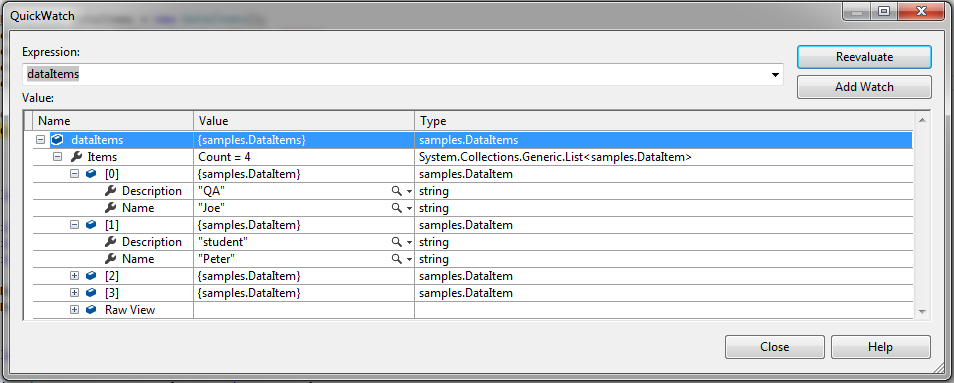 QuickWatch
Expression:
Reevaluate
dataItems
Add Watch
Value:
Name Value Type
dataItems {samples.DataItems} samples.DataItems
Items Count = 4 System.Collections.Generic.List<samples.DataItem>
[0] {samples.DataItem} samples.DataItem
Description "QA" string
Name "Joe" string
[1] {samples.DataItem} samples.DataItem
Description "student" string
Name "Peter" string
[2] {samples.DataItem} samples.DataItem
[3] {samples.DataItem} samples.DataItem
Raw View
Close Help